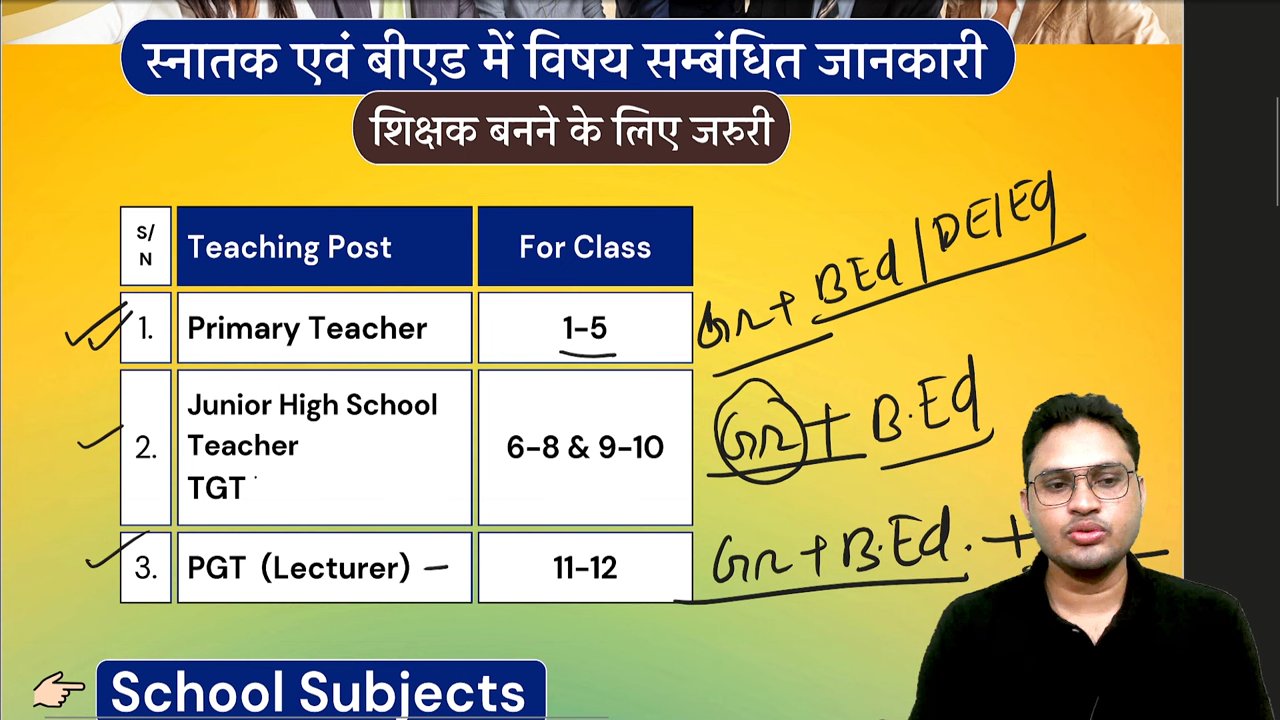 स्नातक एवं बीएड में विषय सम्बंधित जानकारी
शिक्षक बनने के लिए जरुरी
S/
N
Teaching Post
For Class
Gr + BEd / DElEd
1.
Primary Teacher
1-5
2.
Junior High School
Teacher
TGT
6-8 & 9-10
Gr + B.Ed
3.
PGT (Lecturer) -
11-12
Gr + B.Ed. +
School Subjects